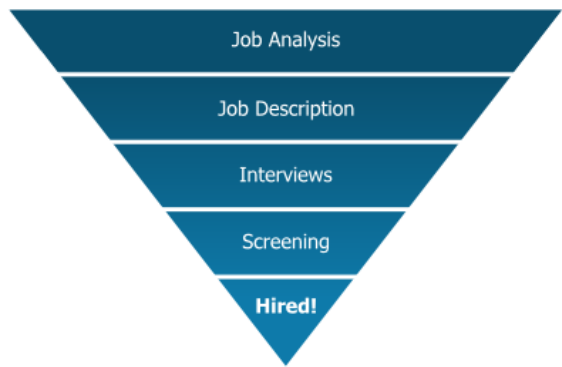 Job Analysis
Job Description
Interviews
Screening
Hired!